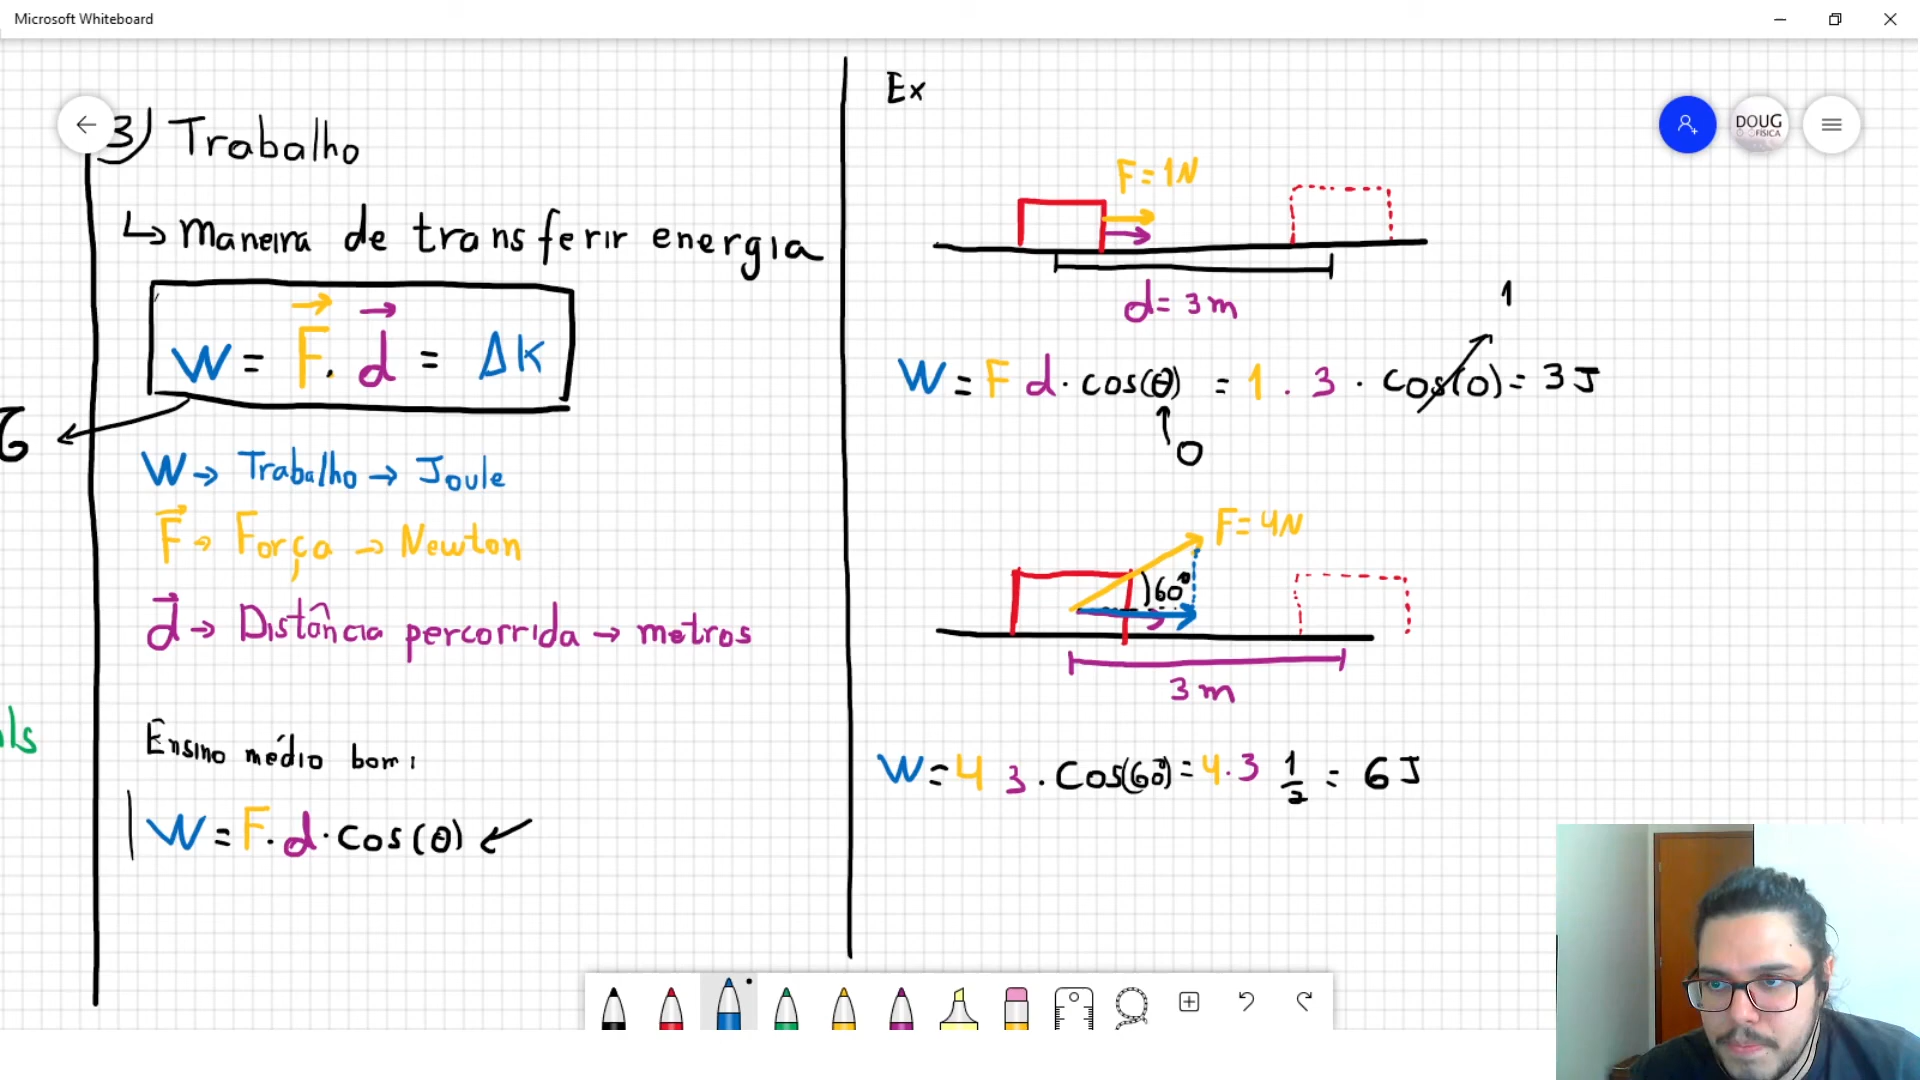 Microsoft Whiteboard
3) Trabalho
↳ maneira de transferir energia
W = F⃗ . d⃗ = ΔK
W → Trabalho → Joule
F⃗ → Força → Newton
d⃗ → Distância percorrida → metros
Ensino médio bom:
W = F. d · cos(θ)
Ex
F = 1N
d = 3 m
1
W = F d · cos(θ) = 1 . 3 · cos(0) = 3 J
0
F = 4N
60°
3 m
W = 4 3 . Cos(60°) = 4 . 3 1/2 = 6 J
DOUG
FÍSICA